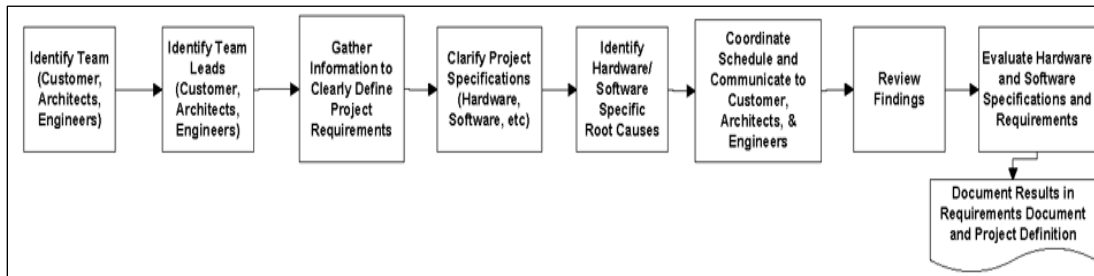 Identify Team
(Customer,
Architects,
Engineers)
Identify Team
Leads
(Customer,
Architects,
Engineers)
Gather
Information to
Clearly Define
Project
Requirements
Clarify Project
Specifications
(Hardware,
Software, etc)
Identify
Hardware/
Software
Specific
Root Causes
Coordinate
Schedule and
Communicate to
Customer,
Architects, &
Engineers
Review
Findings
Evaluate Hardware
and Software
Specifications and
Requirements
Document Results in
Requirements Document
and Project Definition